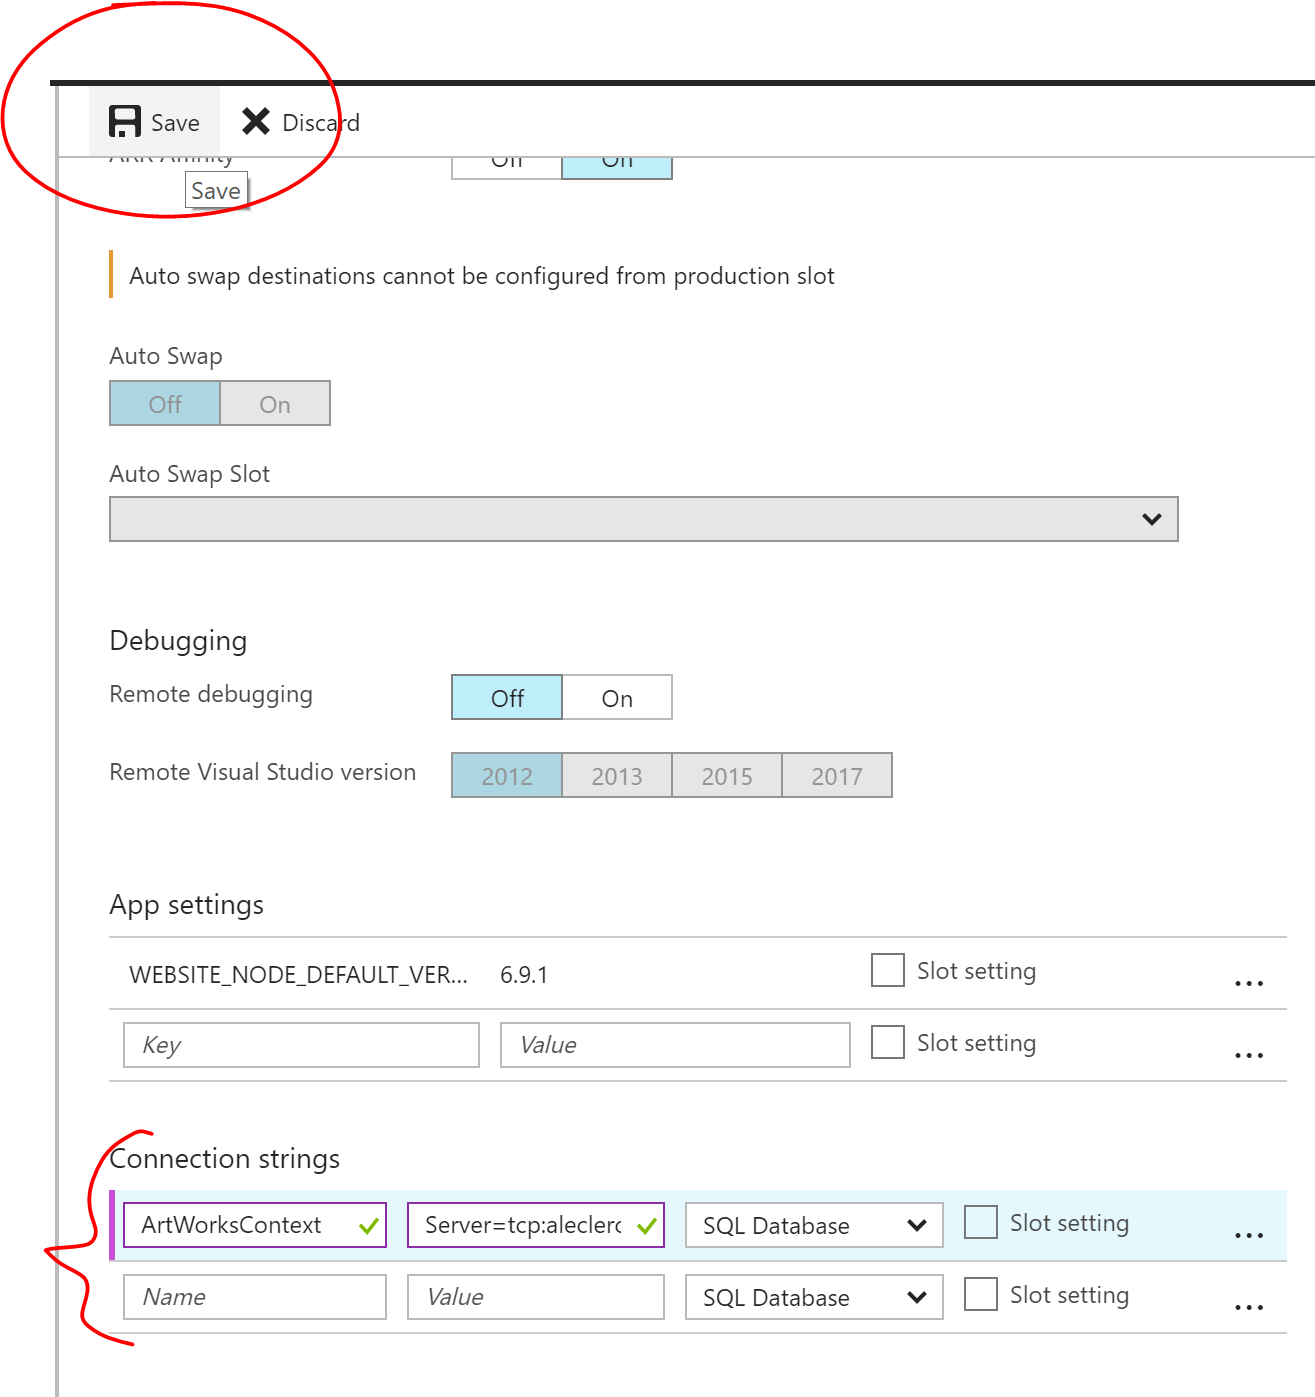 Save Discard
ARR Affinity Off On
Save
Auto swap destinations cannot be configured from production slot
Auto Swap
Off On
Auto Swap Slot
Debugging
Remote debugging Off On
Remote Visual Studio version 2012 2013 2015 2017
App settings
WEBSITE_NODE_DEFAULT_VER... 6.9.1 Slot setting ...
Key Value Slot setting ...
Connection strings
ArtWorksContext Server=tcp:aleclerc SQL Database Slot setting ...
Name Value SQL Database Slot setting ...